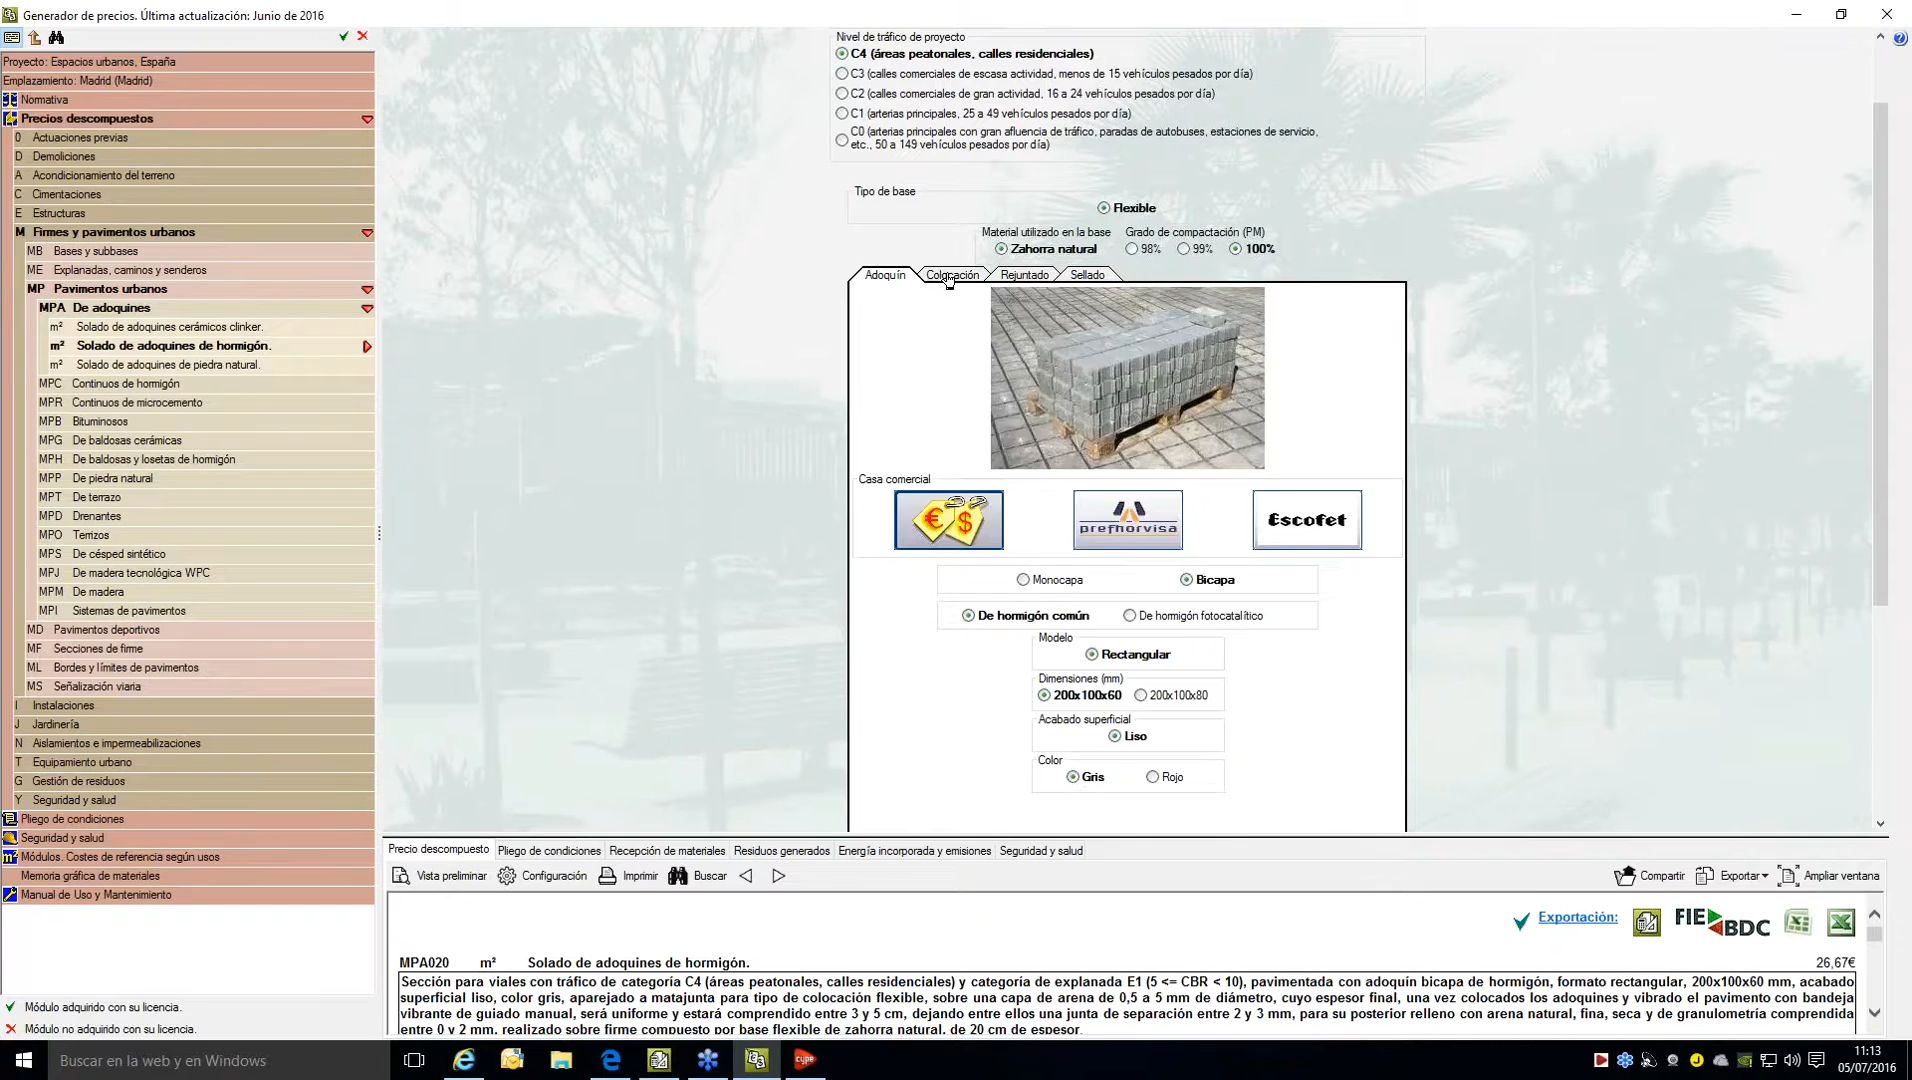 Generador de precios. Última actualización: Junio de 2016
Proyecto: Espacios urbanos, España
Emplazamiento: Madrid (Madrid)
Normativa
Precios descompuestos
0 Actuaciones previas
D Demoliciones
A Acondicionamiento del terreno
C Cimentaciones
E Estructuras
M Firmes y pavimentos urbanos
MB Bases y subbases
ME Explanadas, caminos y senderos
MP Pavimentos urbanos
MPA De adoquines
m² Solado de adoquines cerámicos clinker.
m² Solado de adoquines de hormigón.
m² Solado de adoquines de piedra natural.
MPC Continuos de hormigón
MPR Continuos de microcemento
MPB Bituminosos
MPG De baldosas cerámicas
MPH De baldosas y losetas de hormigón
MPP De piedra natural
MPT De terrazo
MPD Drenantes
MPO Terrizos
MPS De césped sintético
MPJ De madera tecnológica WPC
MPM De madera
MPI Sistemas de pavimentos
MD Pavimentos deportivos
MF Secciones de firme
ML Bordes y límites de pavimentos
MS Señalización viaria
I Instalaciones
J Jardinería
N Aislamientos e impermeabilizaciones
T Equipamiento urbano
G Gestión de residuos
Y Seguridad y salud
Pliego de condiciones
Seguridad y salud
Módulos. Costes de referencia según usos
Memoria gráfica de materiales
Manual de Uso y Mantenimiento
Módulo adquirido con su licencia.
Módulo no adquirido con su licencia.
Nivel de tráfico de proyecto
C4 (áreas peatonales, calles residenciales)
C3 (calles comerciales de escasa actividad, menos de 15 vehículos pesados por día)
C2 (calles comerciales de gran actividad, 16 a 24 vehículos pesados por día)
C1 (arterias principales, 25 a 49 vehículos pesados por día)
C0 (arterias principales con gran afluencia de tráfico, paradas de autobuses, estaciones de servicio,
etc., 50 a 149 vehículos pesados por día)
Tipo de base
Flexible
Material utilizado en la base Grado de compactación (PM)
Zahorra natural 98% 99% 100%
Adoquín Colocación Rejuntado Sellado
Casa comercial
€ $ prefhorvisa Escofet
Monocapa Bicapa
De hormigón común De hormigón fotocatalítico
Modelo
Rectangular
Dimensiones (mm)
200x100x60 200x100x80
Acabado superficial
Liso
Color
Gris Rojo
Precio descompuesto Pliego de condiciones Recepción de materiales Residuos generados Energía incorporada y emisiones Seguridad y salud
Vista preliminar Configuración Imprimir Buscar Compartir Exportar Ampliar ventana
Exportación: FIE BDC
MPA020 m² Solado de adoquines de hormigón. 26,67€
Sección para viales con tráfico de categoría C4 (áreas peatonales, calles residenciales) y categoría de explanada E1 (5 <= CBR < 10), pavimentada con adoquín bicapa de hormigón, formato rectangular, 200x100x60 mm, acabado
superficial liso, color gris, aparejado a matajunta para tipo de colocación flexible, sobre una capa de arena de 0,5 a 5 mm de diámetro, cuyo espesor final, una vez colocados los adoquines y vibrado el pavimento con bandeja
vibrante de guiado manual, será uniforme y estará comprendido entre 3 y 5 cm, dejando entre ellos una junta de separación entre 2 y 3 mm, para su posterior relleno con arena natural, fina, seca y de granulometría comprendida
entre 0 y 2 mm, realizado sobre firme compuesto por base flexible de zahorra natural, de 20 cm de espesor.
Buscar en la web y en Windows
cype
11:13
05/07/2016